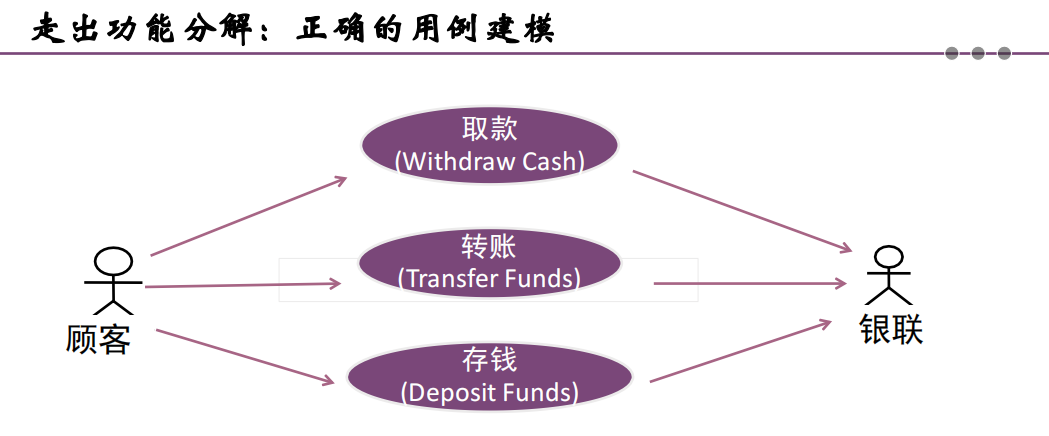 走出功能分解：正确的用例建模
取款
(Withdraw Cash)
转账
(Transfer Funds)
顾客
银联
存钱
(Deposit Funds)